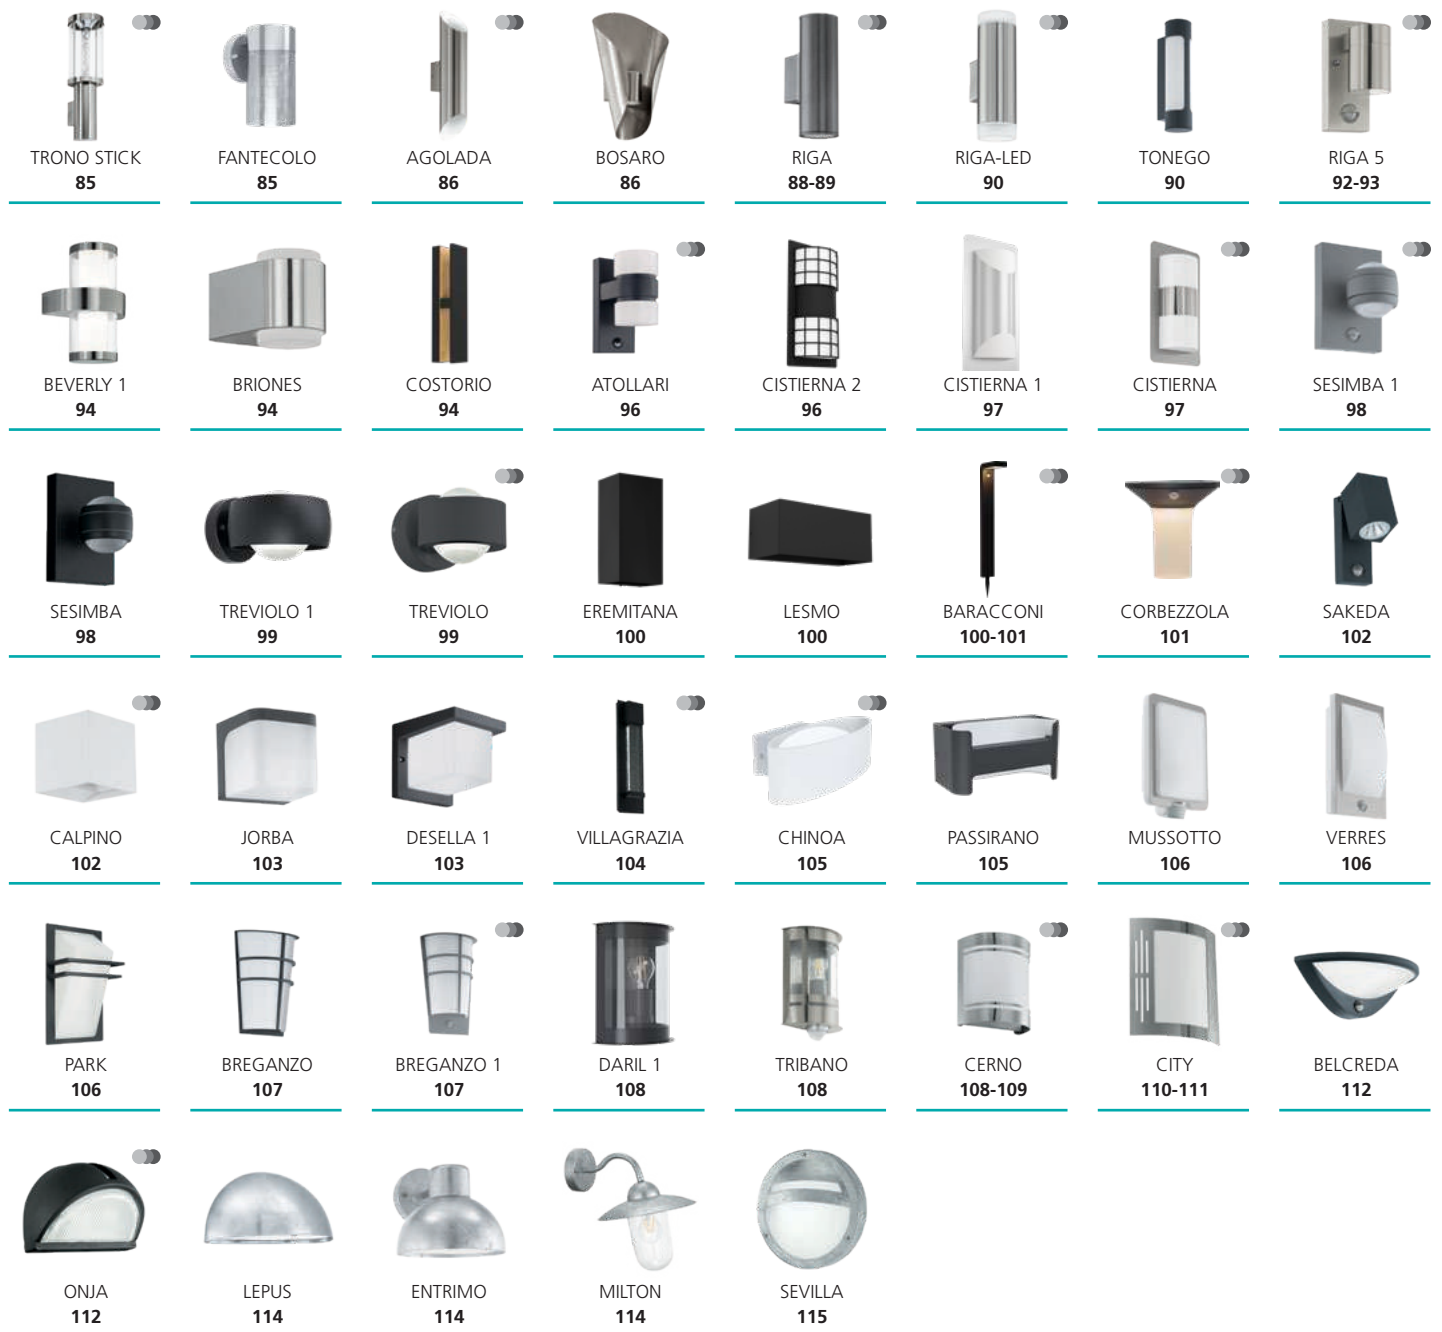 TRONO STICK
85
FANTECOLO
85
AGOLADA
86
BOSARO
86
RIGA
88-89
RIGA-LED
90
TONEGO
90
RIGA 5
92-93
BEVERLY 1
94
BRIONES
94
COSTORIO
94
ATOLLARI
96
CISTIERNA 2
96
CISTIERNA 1
97
CISTIERNA
97
SESIMBA 1
98
SESIMBA
98
TREVIOLO 1
99
TREVIOLO
99
EREMITANA
100
LESMO
100
BARACCONI
100-101
CORBEZZOLA
101
SAKEDA
102
CALPINO
102
JORBA
103
DESELLA 1
103
VILLAGRAZIA
104
CHINOA
105
PASSIRANO
105
MUSSOTTO
106
VERRES
106
PARK
106
BREGANZO
107
BREGANZO 1
107
DARIL 1
108
TRIBANO
108
CERNO
108-109
CITY
110-111
BELCREDA
112
ONJA
112
LEPUS
114
ENTRIMO
114
MILTON
114
SEVILLA
115